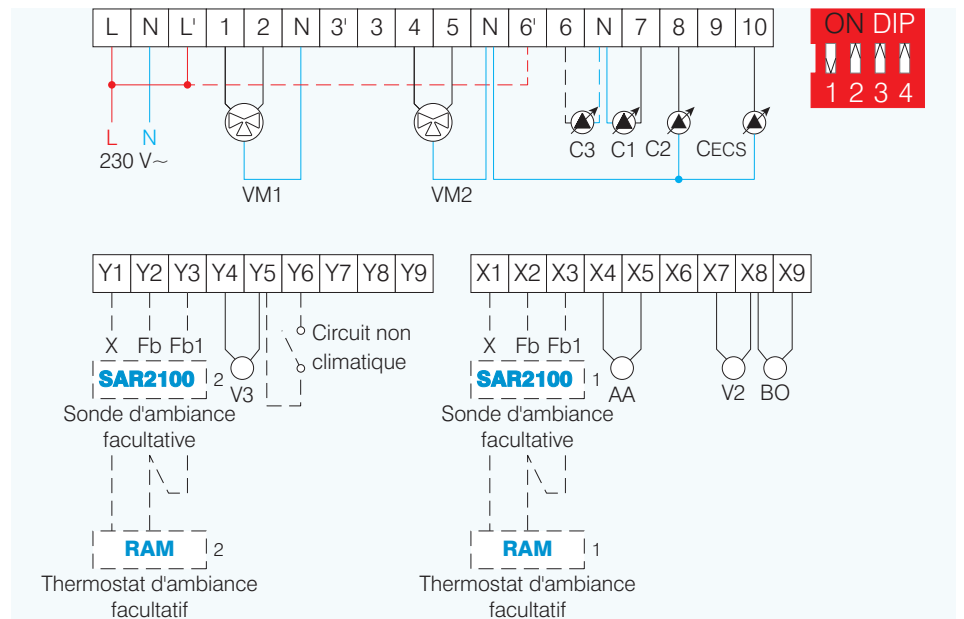 L N L' 1 2 N 3' 3 4 5 N 6' 6 N 7 8 9 10
ON DIP
1 2 3 4
L N
230 V~
VM1
VM2
C3 C1 C2 CECS
Y1 Y2 Y3 Y4 Y5 Y6 Y7 Y8 Y9
X1 X2 X3 X4 X5 X6 X7 X8 X9
X Fb Fb1
Circuit non
climatique
SAR2100 2
V3
Sonde d'ambiance
facultative
RAM 2
Thermostat d'ambiance
facultatif
X Fb Fb1
SAR2100 1
AA
V2 BO
Sonde d'ambiance
facultative
RAM 1
Thermostat d'ambiance
facultatif